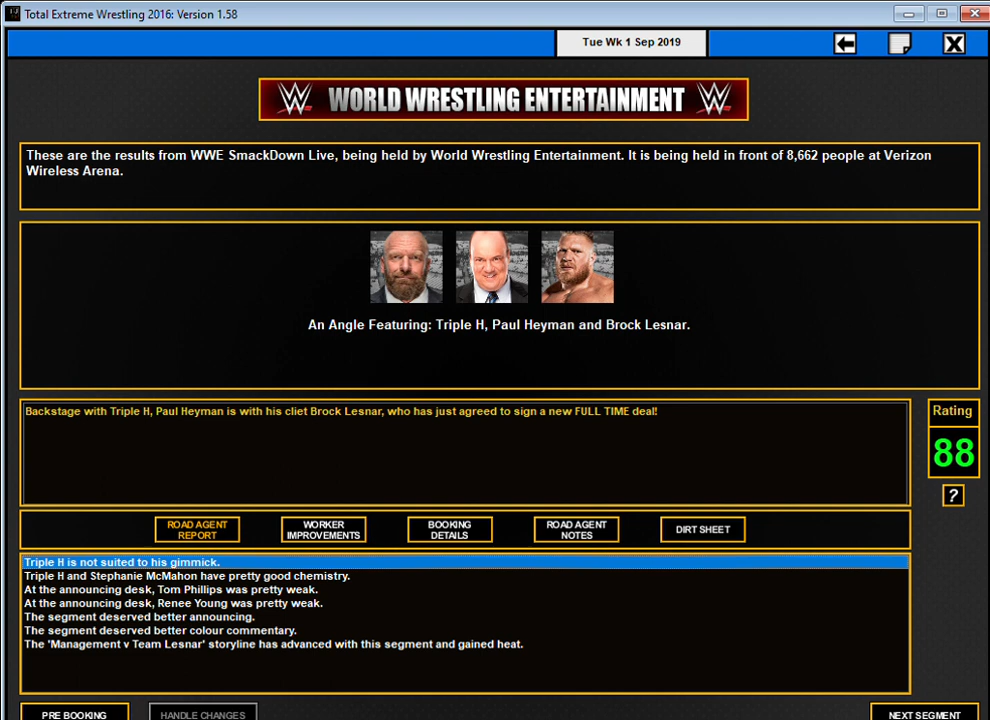 Total Extreme Wrestling 2016: Version 1.58
Tue Wk 1 Sep 2019
WORLD WRESTLING ENTERTAINMENT
These are the results from WWE SmackDown Live, being held by World Wrestling Entertainment. It is being held in front of 8,662 people at Verizon
Wireless Arena.
An Angle Featuring: Triple H, Paul Heyman and Brock Lesnar.
Backstage with Triple H, Paul Heyman is with his cliet Brock Lesnar, who has just agreed to sign a new FULL TIME deal!
Rating
88
?
ROAD AGENT
REPORT
WORKER
IMPROVEMENTS
BOOKING
DETAILS
ROAD AGENT
NOTES
DIRT SHEET
Triple H is not suited to his gimmick.
Triple H and Stephanie McMahon have pretty good chemistry.
At the announcing desk, Tom Phillips was pretty weak.
At the announcing desk, Renee Young was pretty weak.
The segment deserved better announcing.
The segment deserved better colour commentary.
The 'Management v Team Lesnar' storyline has advanced with this segment and gained heat.
PRE BOOKING
HANDLE CHANGES
NEXT SEGMENT